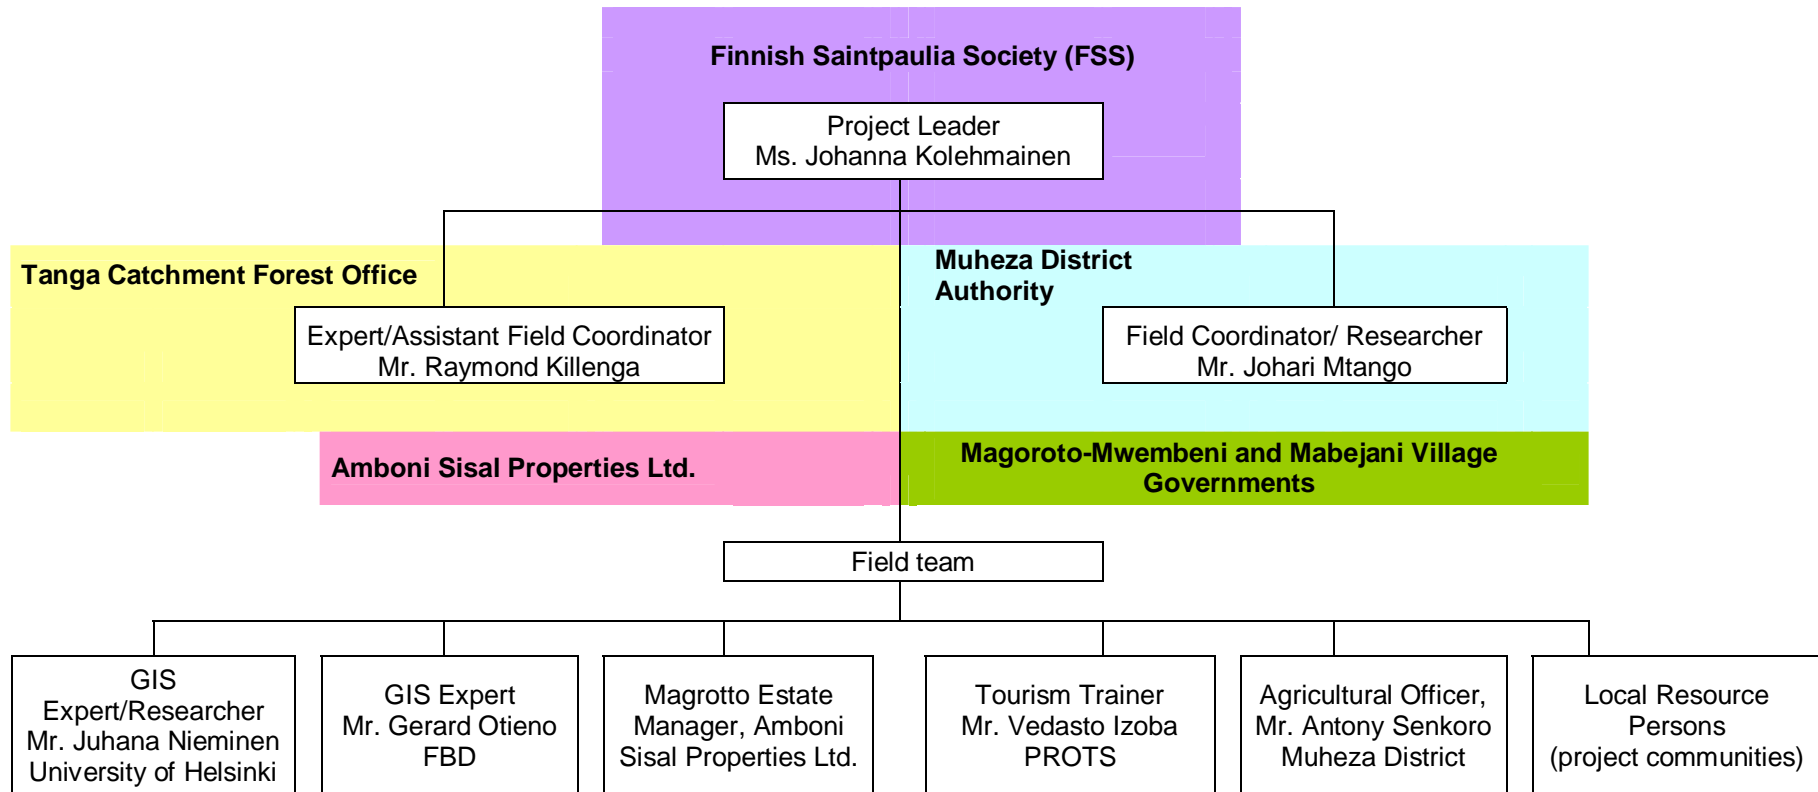 Finnish Saintpaulia Society (FSS)
Project Leader
Ms. Johanna Kolehmainen
Tanga Catchment Forest Office
Muheza District
Authority
Expert/Assistant Field Coordinator
Mr. Raymond Killenga
Field Coordinator/ Researcher
Mr. Johari Mtango
Amboni Sisal Properties Ltd.
Magoroto-Mwembeni and Mabejani Village
Governments
Field team
GIS
Expert/Researcher
Mr. Juhana Nieminen
University of Helsinki
GIS Expert
Mr. Gerard Otieno
FBD
Magrotto Estate
Manager, Amboni
Sisal Properties Ltd.
Tourism Trainer
Mr. Vedasto Izoba
PROTS
Agricultural Officer,
Mr. Antony Senkoro
Muheza District
Local Resource
Persons
(project communities)